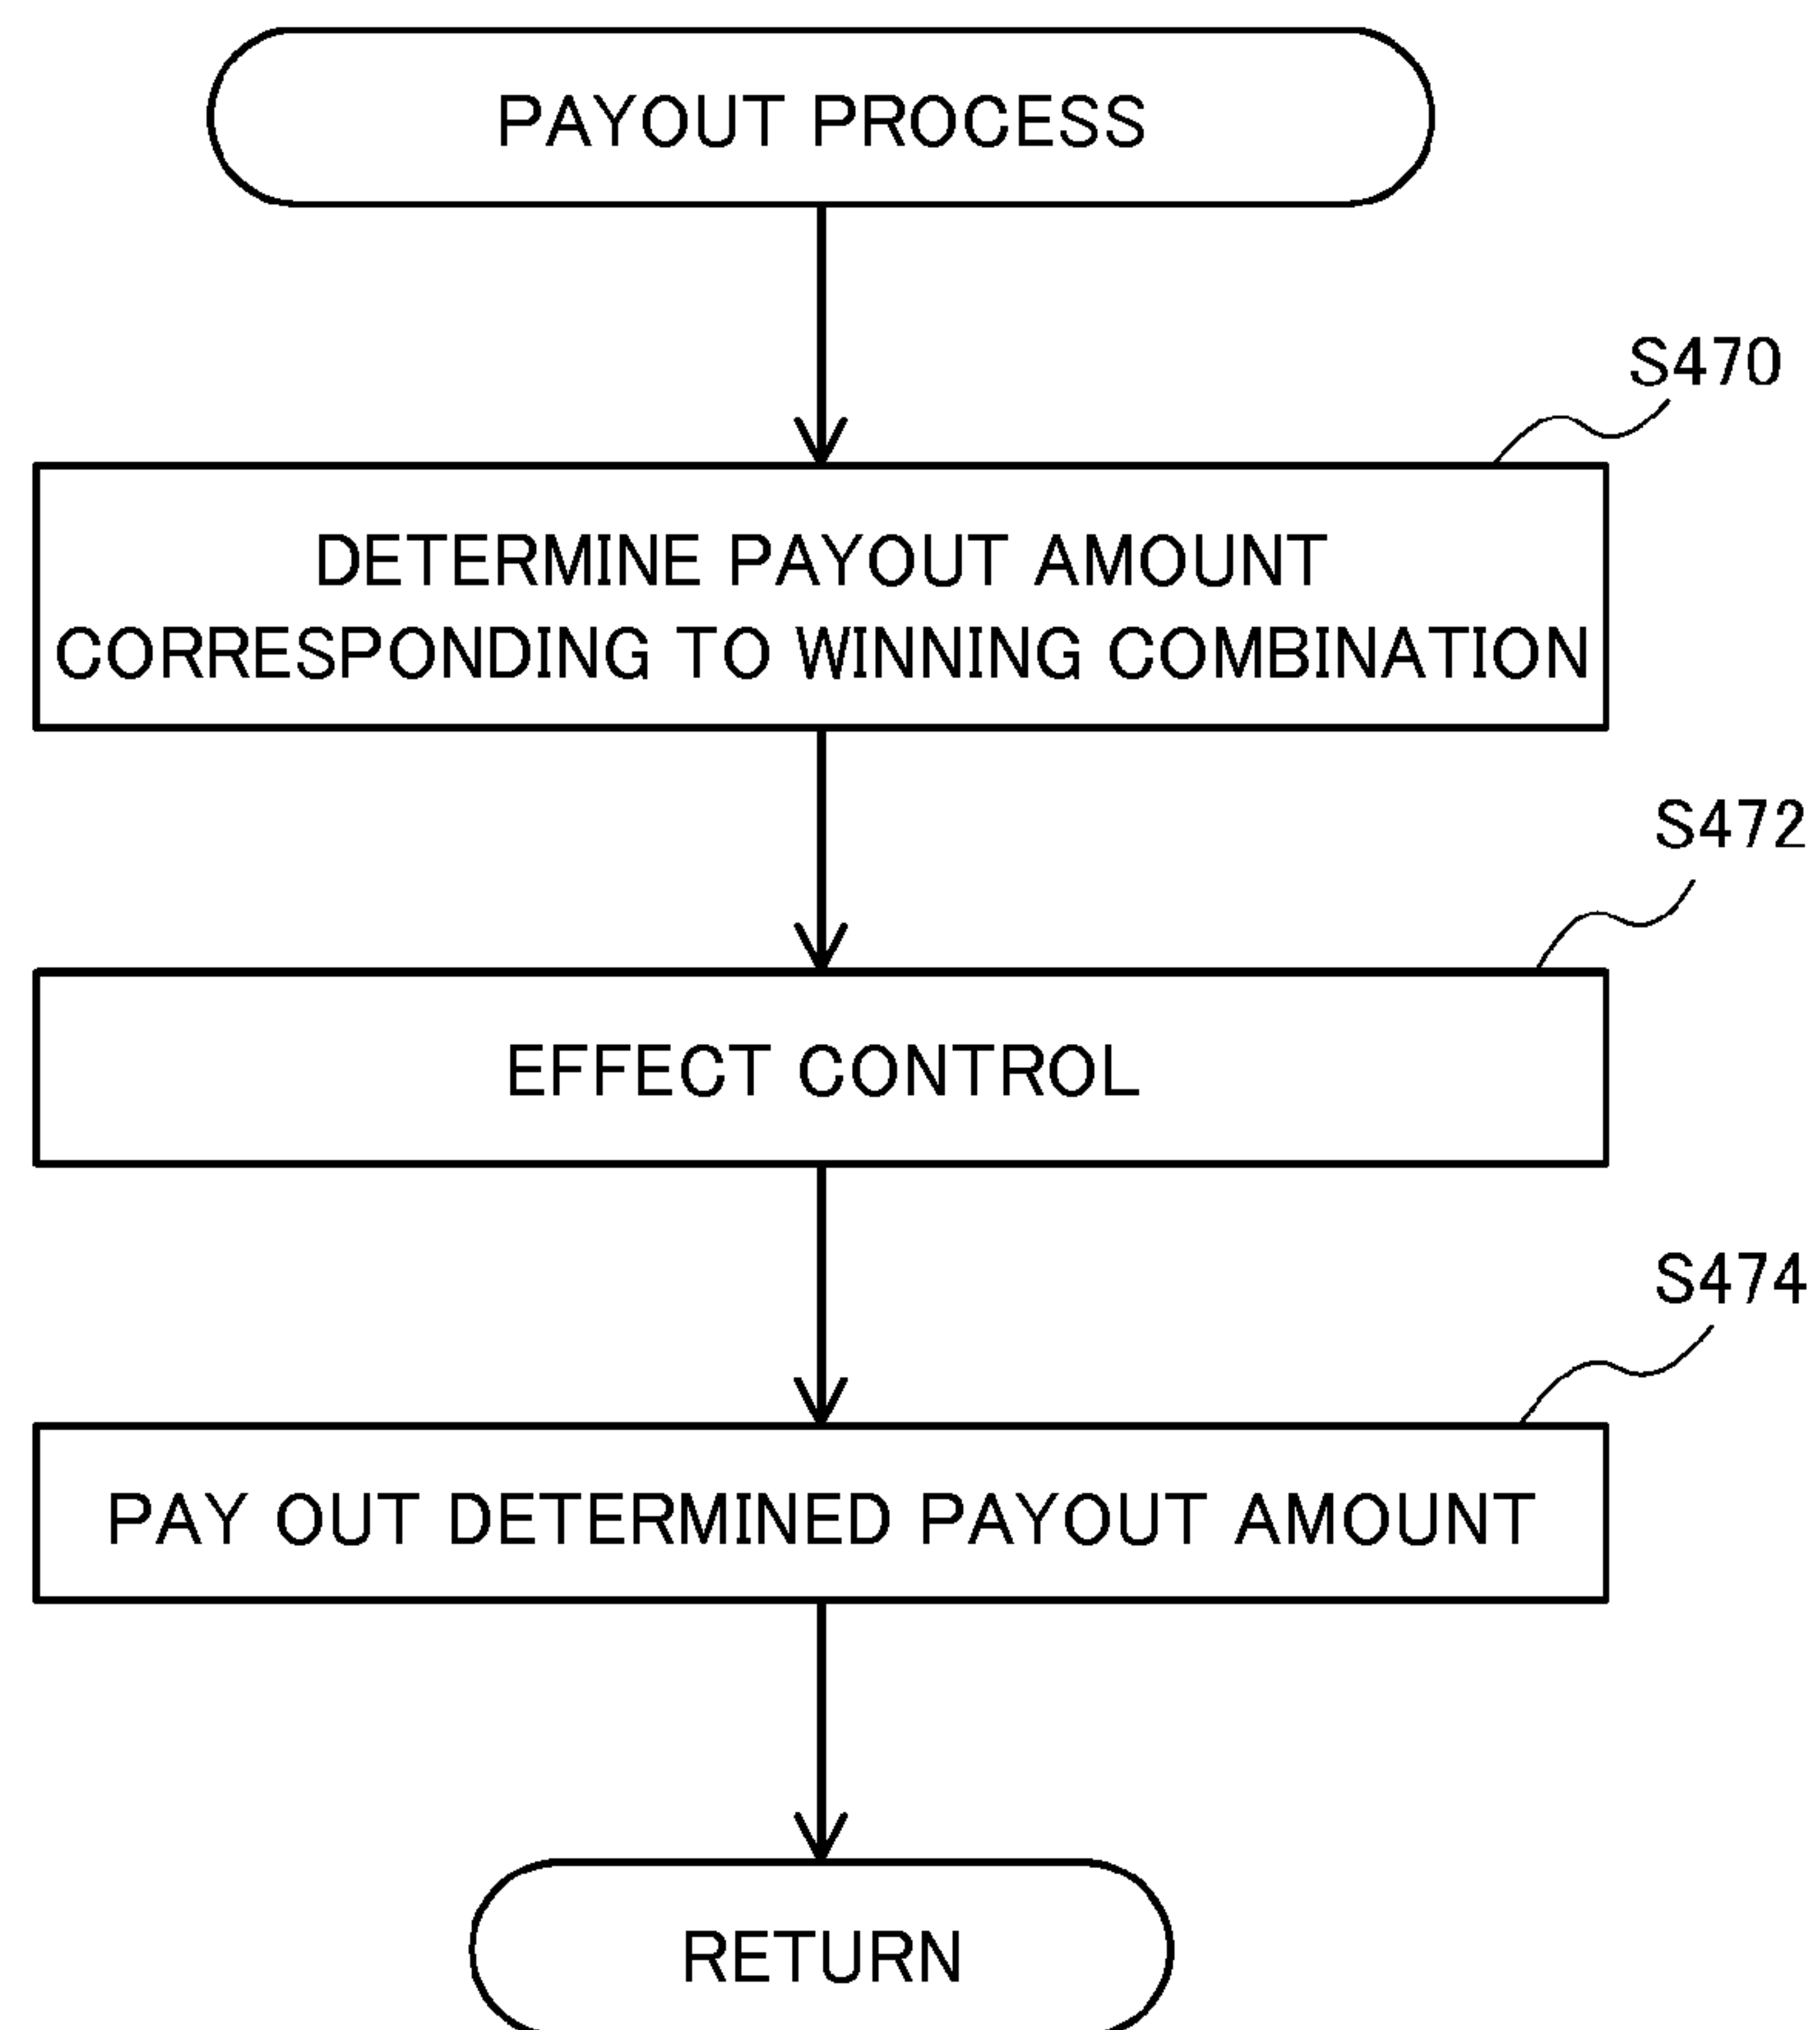 PAYOUT PROCESS
S470
DETERMINE PAYOUT AMOUNT
CORRESPONDING TO WINNING COMBINATION
S472
EFFECT CONTROL
S474
PAY OUT DETERMINED PAYOUT AMOUNT
RETURN